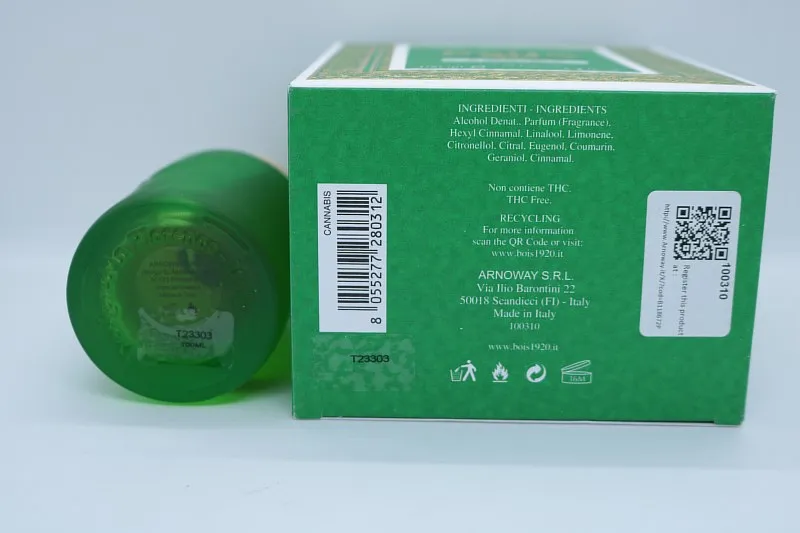 INGREDIENTI - INGREDIENTS
Alcohol Denat., Parfum (Fragrance),
Hexyl Cinnamal, Linalool, Limonene,
Citronellol, Citral, Eugenol, Coumarin,
Geraniol, Cinnamal.
Non contiene THC.
THC Free.
RECYCLING
For more information
scan the QR Code or visit:
www.bois1920.it
ARNOWAY S.R.L.
Via Ilio Barontini 22
50018 Scandicci (FI) - Italy
Made in Italy
100310
www.bois1920.it
36M
CANNABIS
8 055277 280312
T23303
100310
Register this product
at :
T23303
100ML